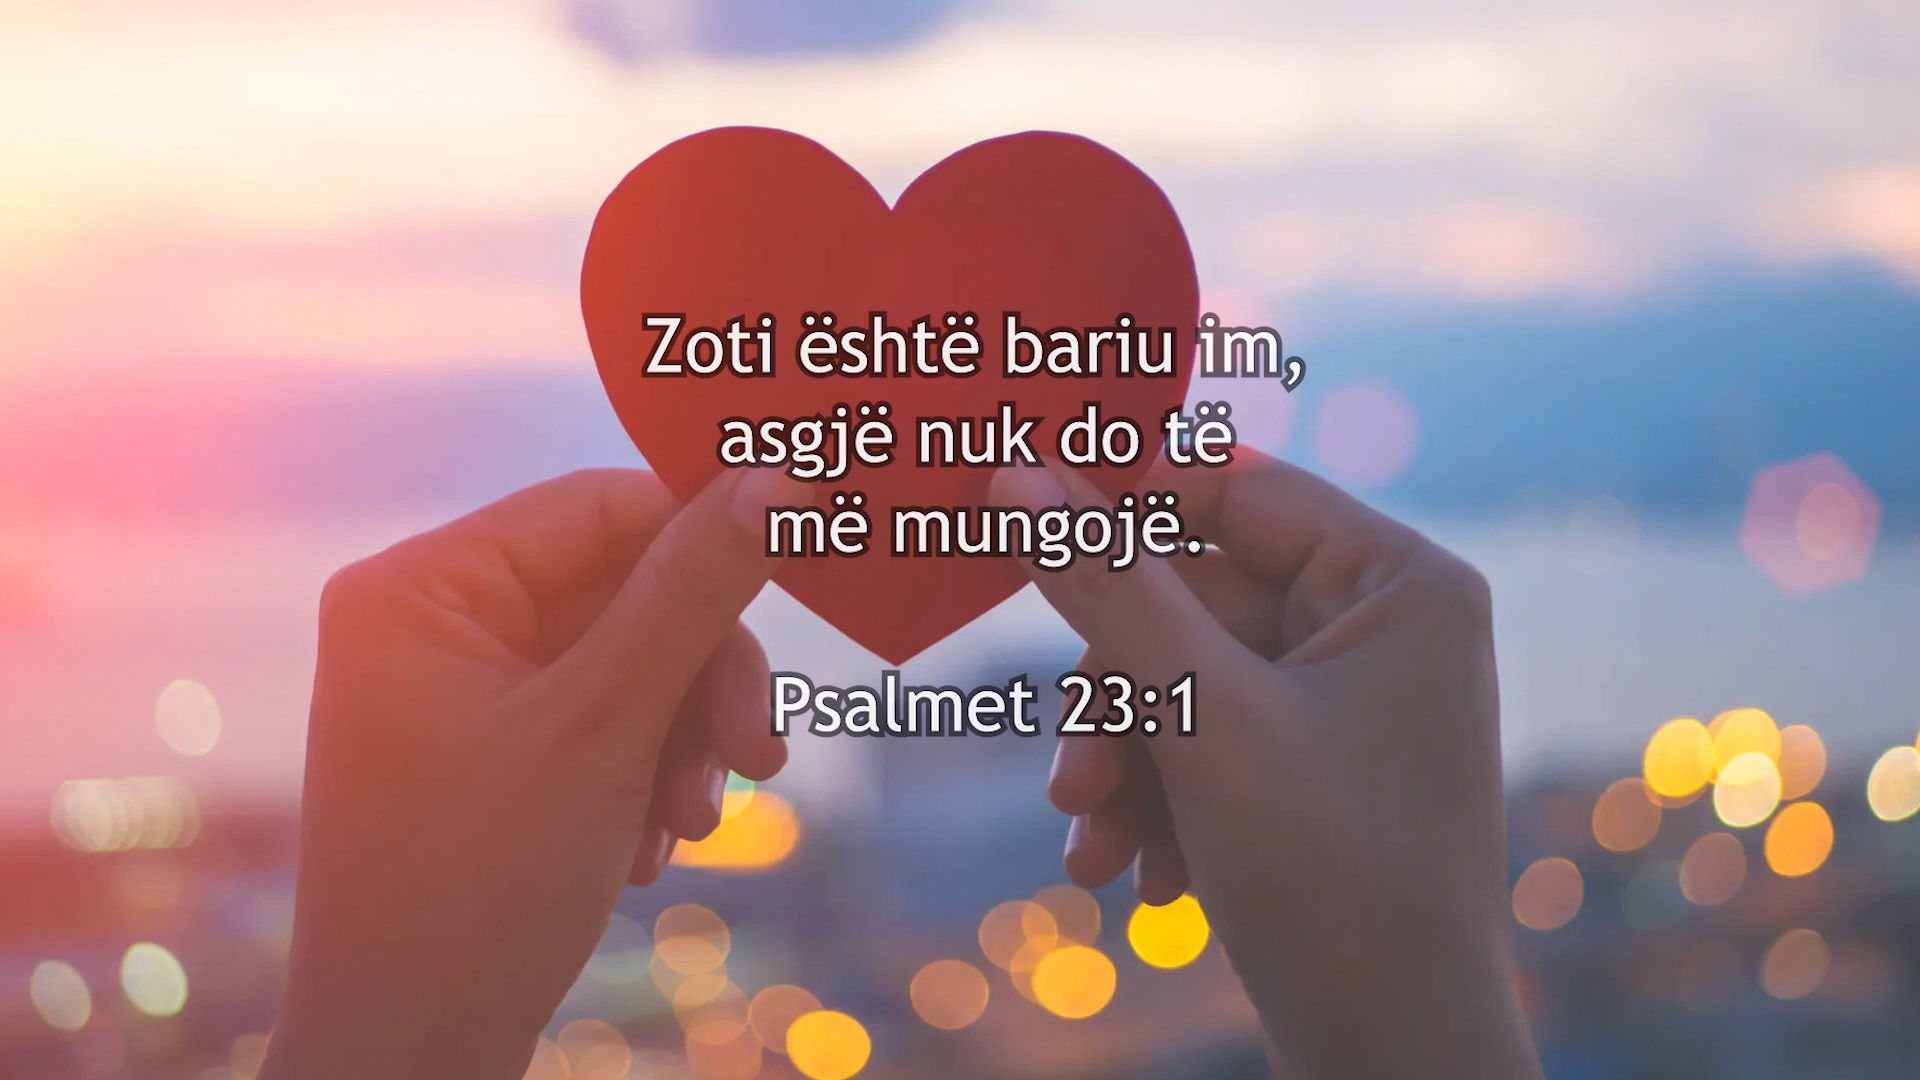 Zoti është bariu im,
asgjë nuk do të
më mungojë.
Psalmet 23:1